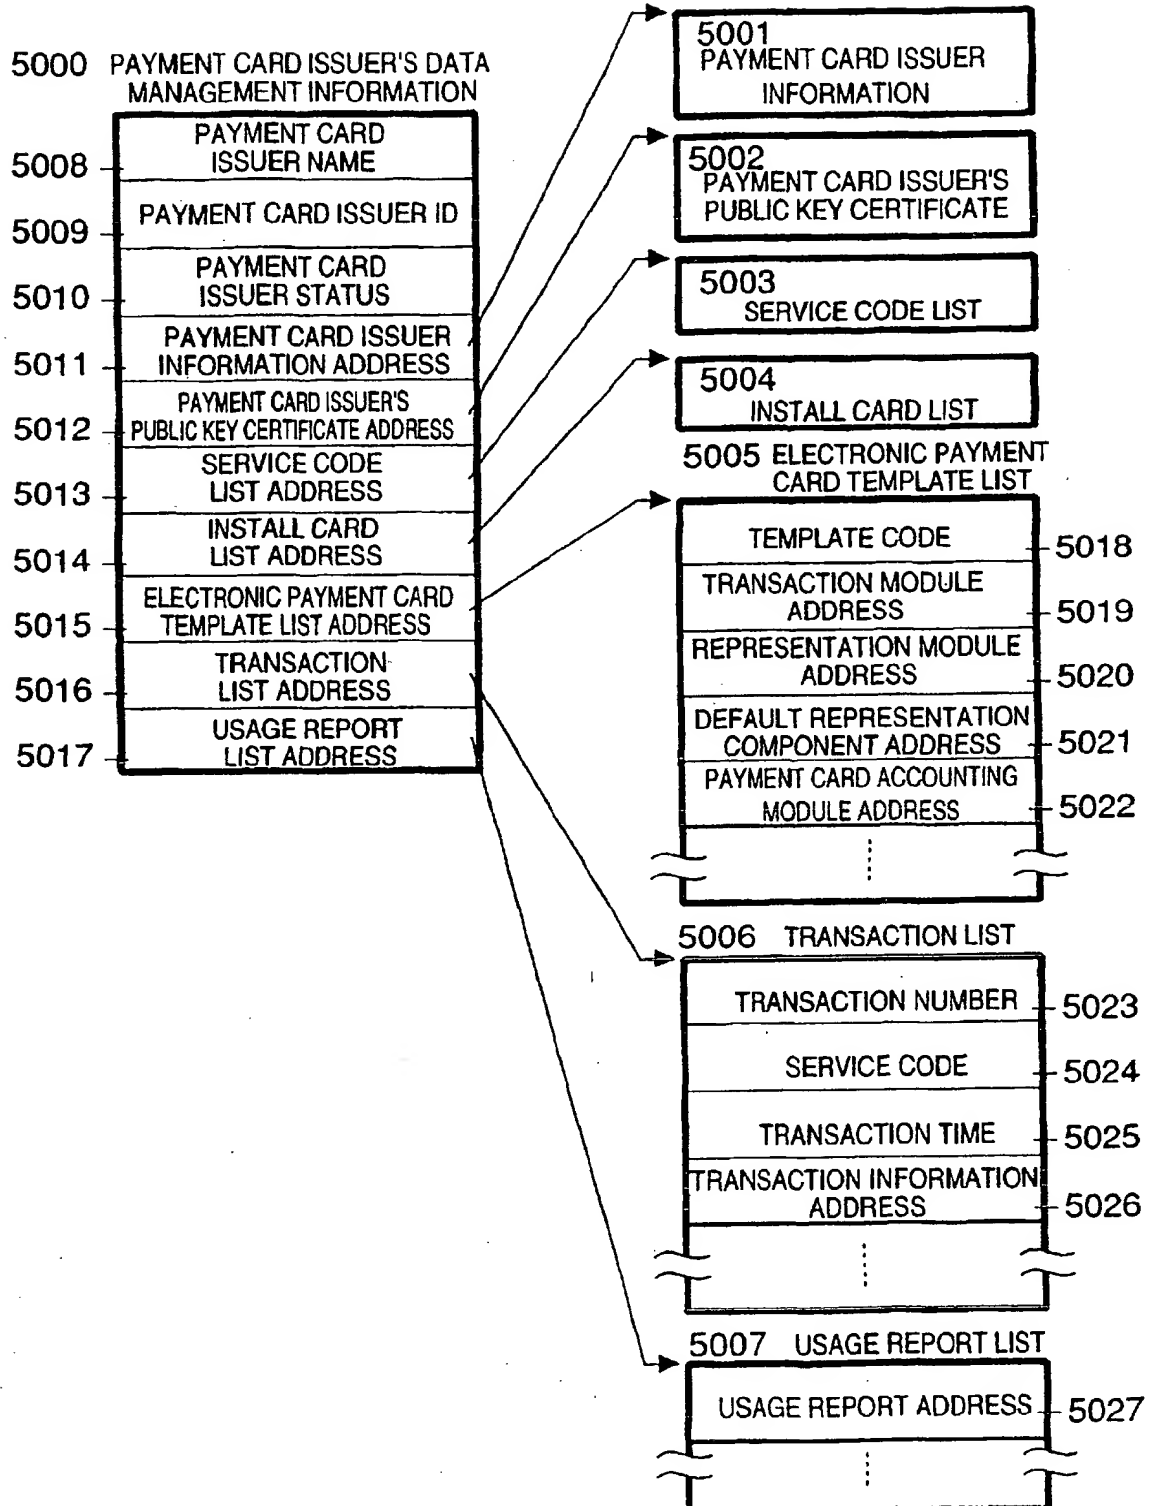 5000 PAYMENT CARD ISSUER'S DATA
MANAGEMENT INFORMATION
PAYMENT CARD
ISSUER NAME
5008
PAYMENT CARD ISSUER ID
5009
PAYMENT CARD
ISSUER STATUS
5010
PAYMENT CARD ISSUER
INFORMATION ADDRESS
5011
PAYMENT CARD ISSUER'S
PUBLIC KEY CERTIFICATE ADDRESS
5012
SERVICE CODE
LIST ADDRESS
5013
INSTALL CARD
LIST ADDRESS
5014
ELECTRONIC PAYMENT CARD
TEMPLATE LIST ADDRESS
5015
TRANSACTION
LIST ADDRESS
5016
USAGE REPORT
LIST ADDRESS
5017
5001
PAYMENT CARD ISSUER
INFORMATION
5002
PAYMENT CARD ISSUER'S
PUBLIC KEY CERTIFICATE
5003
SERVICE CODE LIST
5004
INSTALL CARD LIST
5005 ELECTRONIC PAYMENT
CARD TEMPLATE LIST
TEMPLATE CODE
5018
TRANSACTION MODULE
ADDRESS
5019
REPRESENTATION MODULE
ADDRESS
5020
DEFAULT REPRESENTATION
COMPONENT ADDRESS
5021
PAYMENT CARD ACCOUNTING
MODULE ADDRESS
5022
5006 TRANSACTION LIST
TRANSACTION NUMBER
5023
SERVICE CODE
5024
TRANSACTION TIME
5025
TRANSACTION INFORMATION
ADDRESS
5026
5007 USAGE REPORT LIST
USAGE REPORT ADDRESS
5027